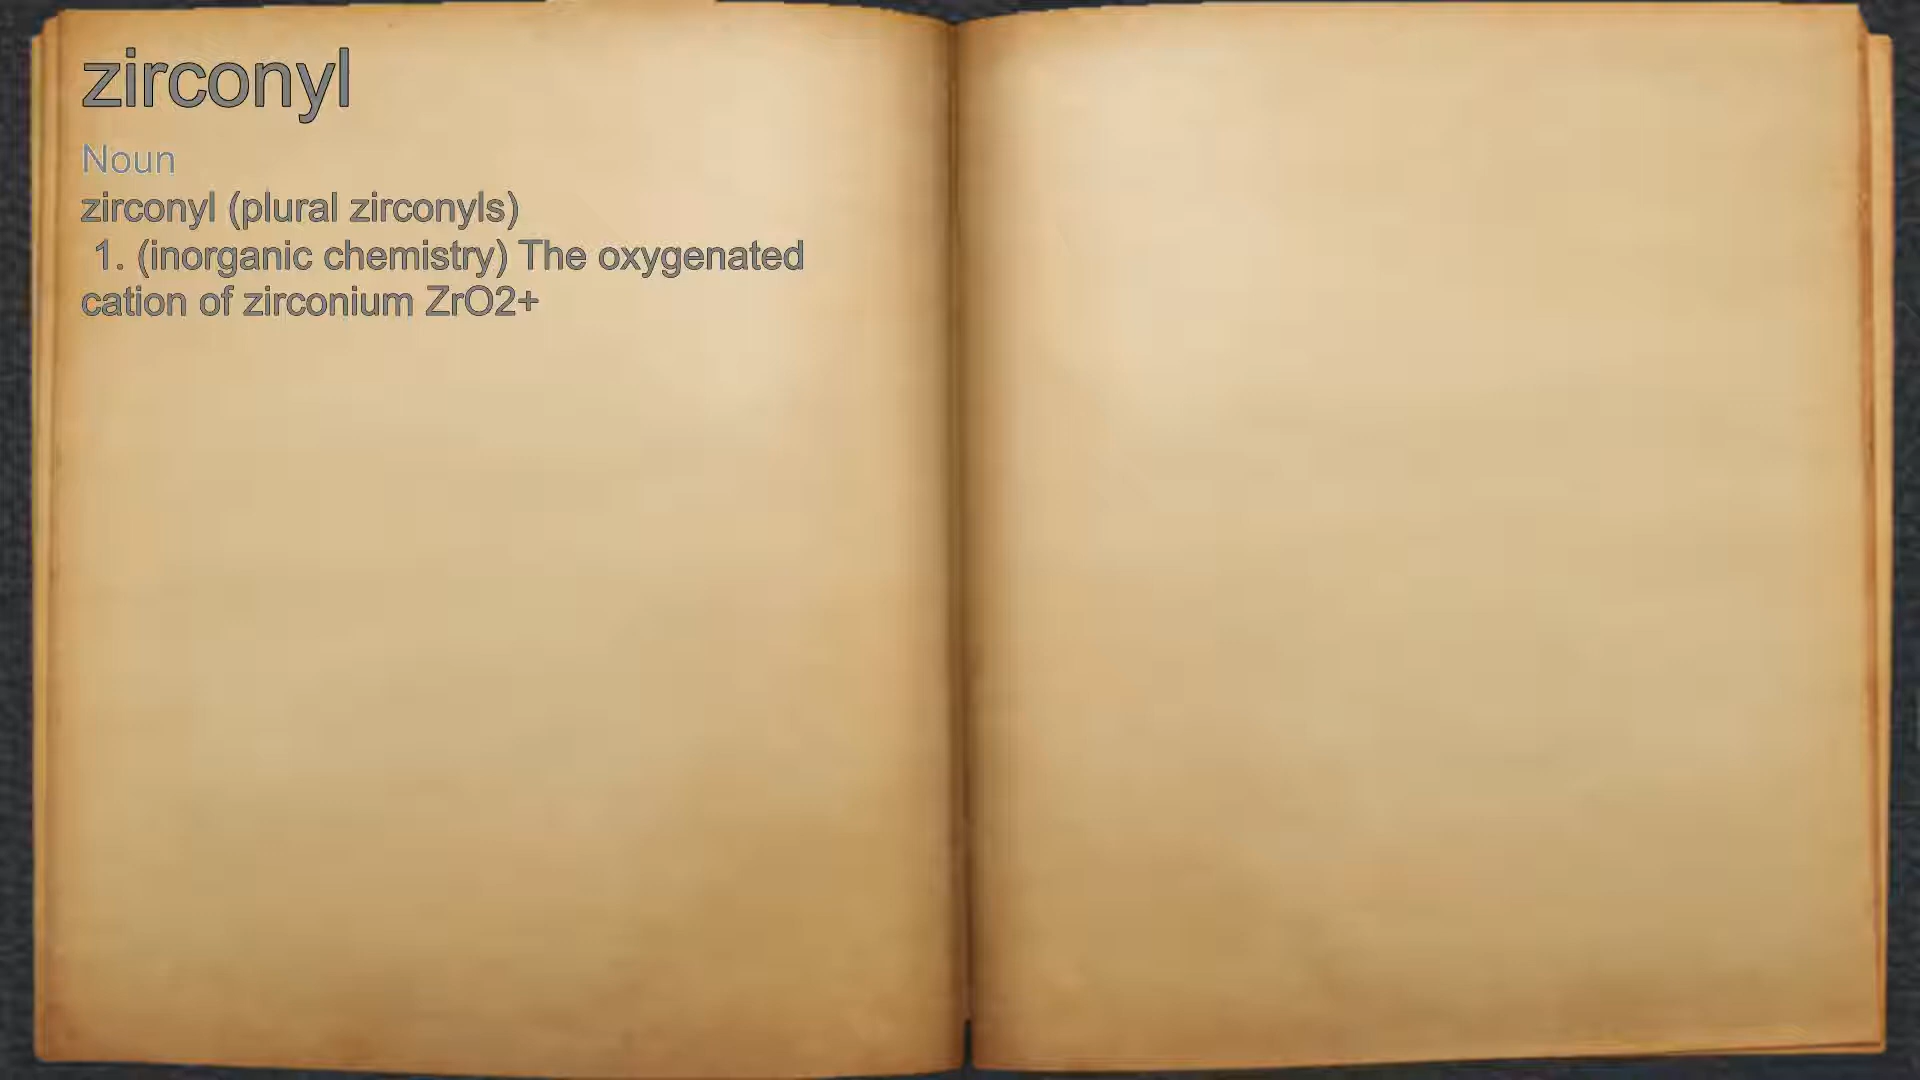 zirconyl
Noun
zirconyl (plural zirconyls)
1. (inorganic chemistry) The oxygenated
cation of zirconium ZrO2+